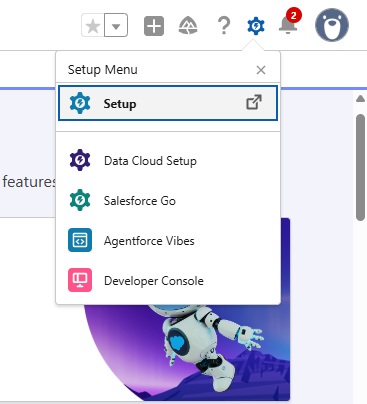 2
Setup Menu
Setup
Data Cloud Setup
features
Salesforce Go
Agentforce Vibes
Developer Console